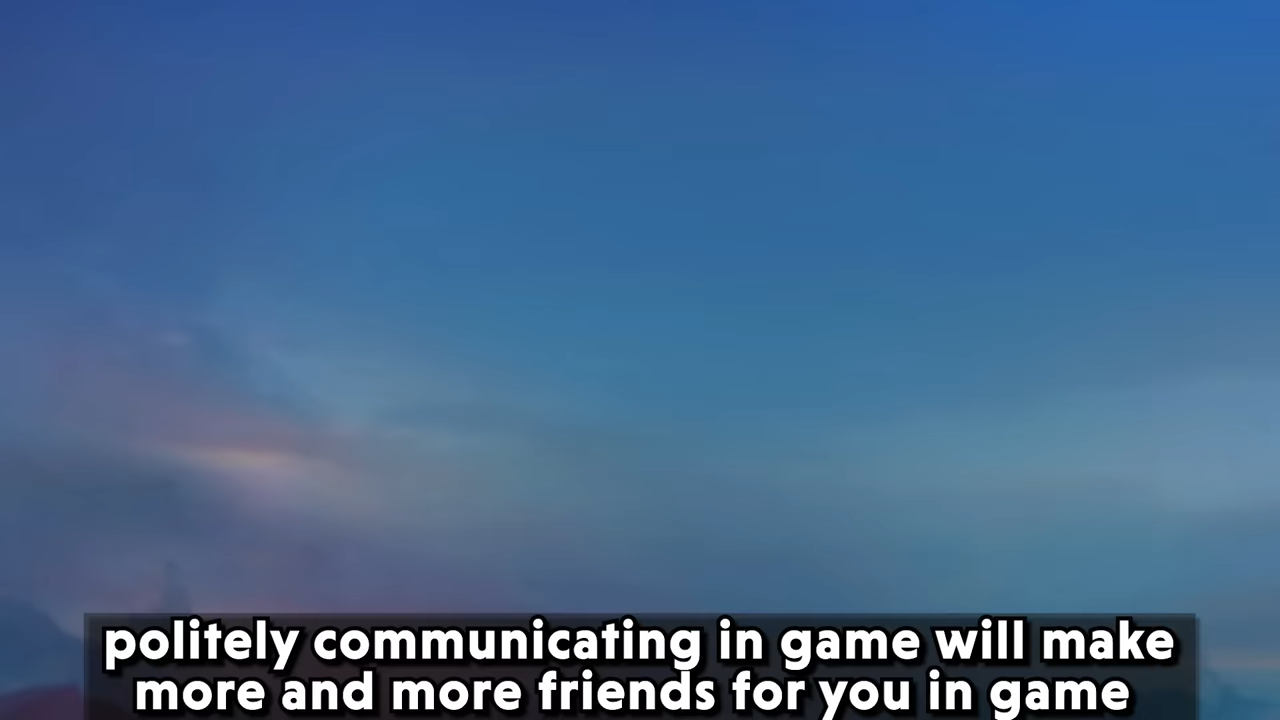 politely communicating in game will make
more and more friends for you in game